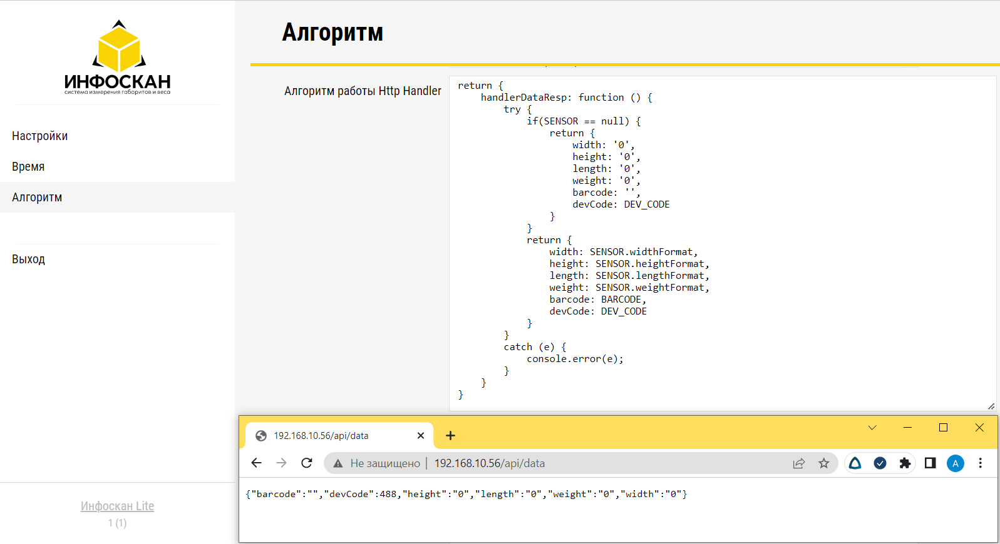 ИНФОСКАН
система измерения габаритов и веса
Настройки
Время
Алгоритм
Выход
Инфоскан Lite
1 (1)
Алгоритм
Алгоритм работы Http Handler
return {
handlerDataResp: function () {
try {
if(SENSOR == null) {
return {
width: '0',
height: '0',
length: '0',
weight: '0',
barcode: '',
devCode: DEV_CODE
}
}
return {
width: SENSOR.widthFormat,
height: SENSOR.heightFormat,
length: SENSOR.lengthFormat,
weight: SENSOR.weightFormat,
barcode: BARCODE,
devCode: DEV_CODE
}
}
catch (e) {
console.error(e);
}
}
}
192.168.10.56/api/data
Не защищено | 192.168.10.56/api/data
A
{"barcode":"","devCode":488,"height":"0","length":"0","weight":"0","width":"0"}